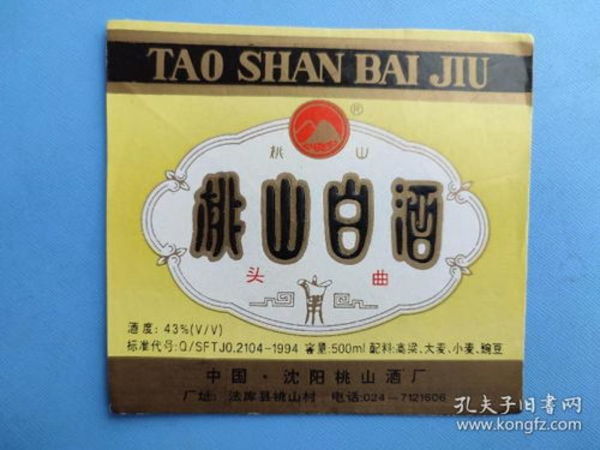 TAO SHAN BAI JIU
®
桃山
桃山白酒
头曲
酒度: 43%(V/V)
标准代号:Q/SFTJ0.2104-1994 容量:500ml 配料:高梁、大麦、小麦、豌豆
中国·沈阳桃山酒厂
厂址: 法库县桃山村 电话:024-7121606
孔夫子旧书网
kongfz.com